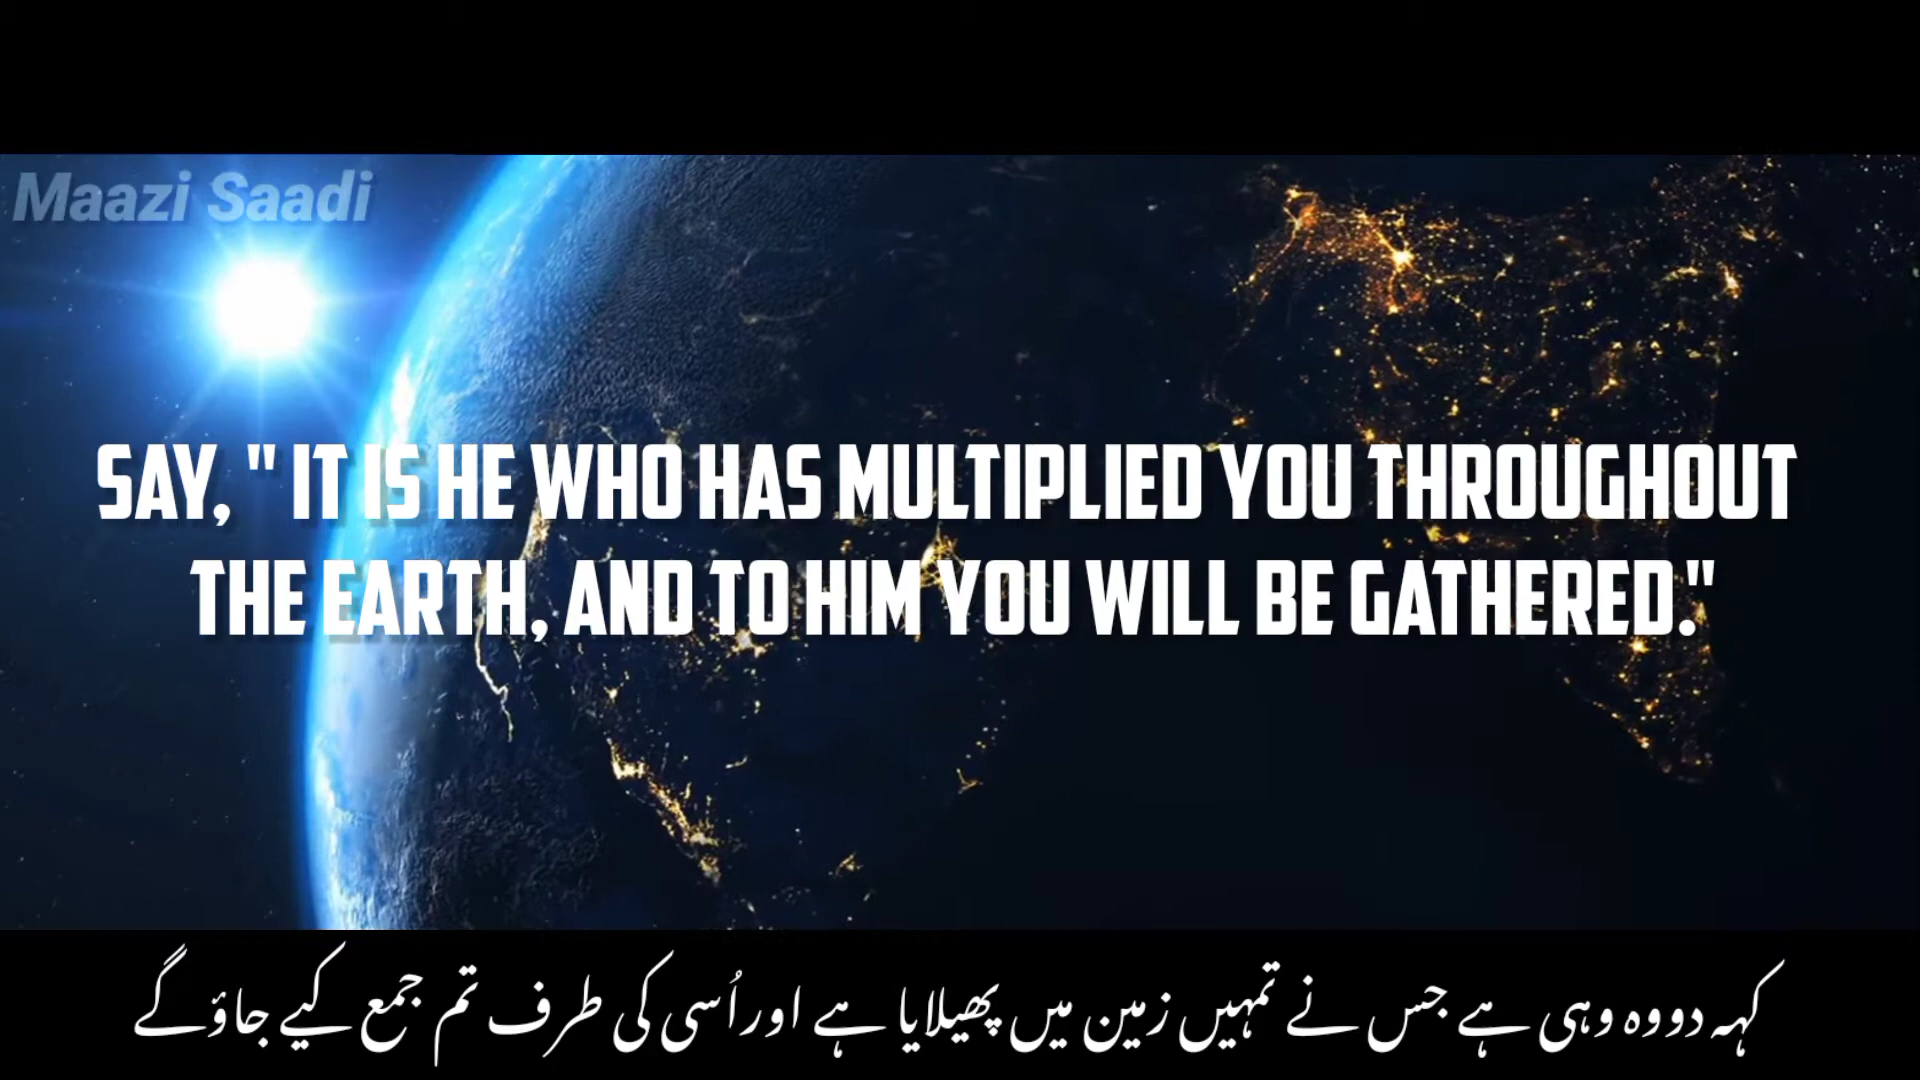 Maazi Saadi
SAY, " IT IS HE WHO HAS MULTIPLIED YOU THROUGHOUT
THE EARTH, AND TO HIM YOU WILL BE GATHERED."
کہہ دو وہ وہی ہے جس نے تمہیں زمین میں پھیلایا ہے اور اُسی کی طرف تم جمع کیے جاؤ گے